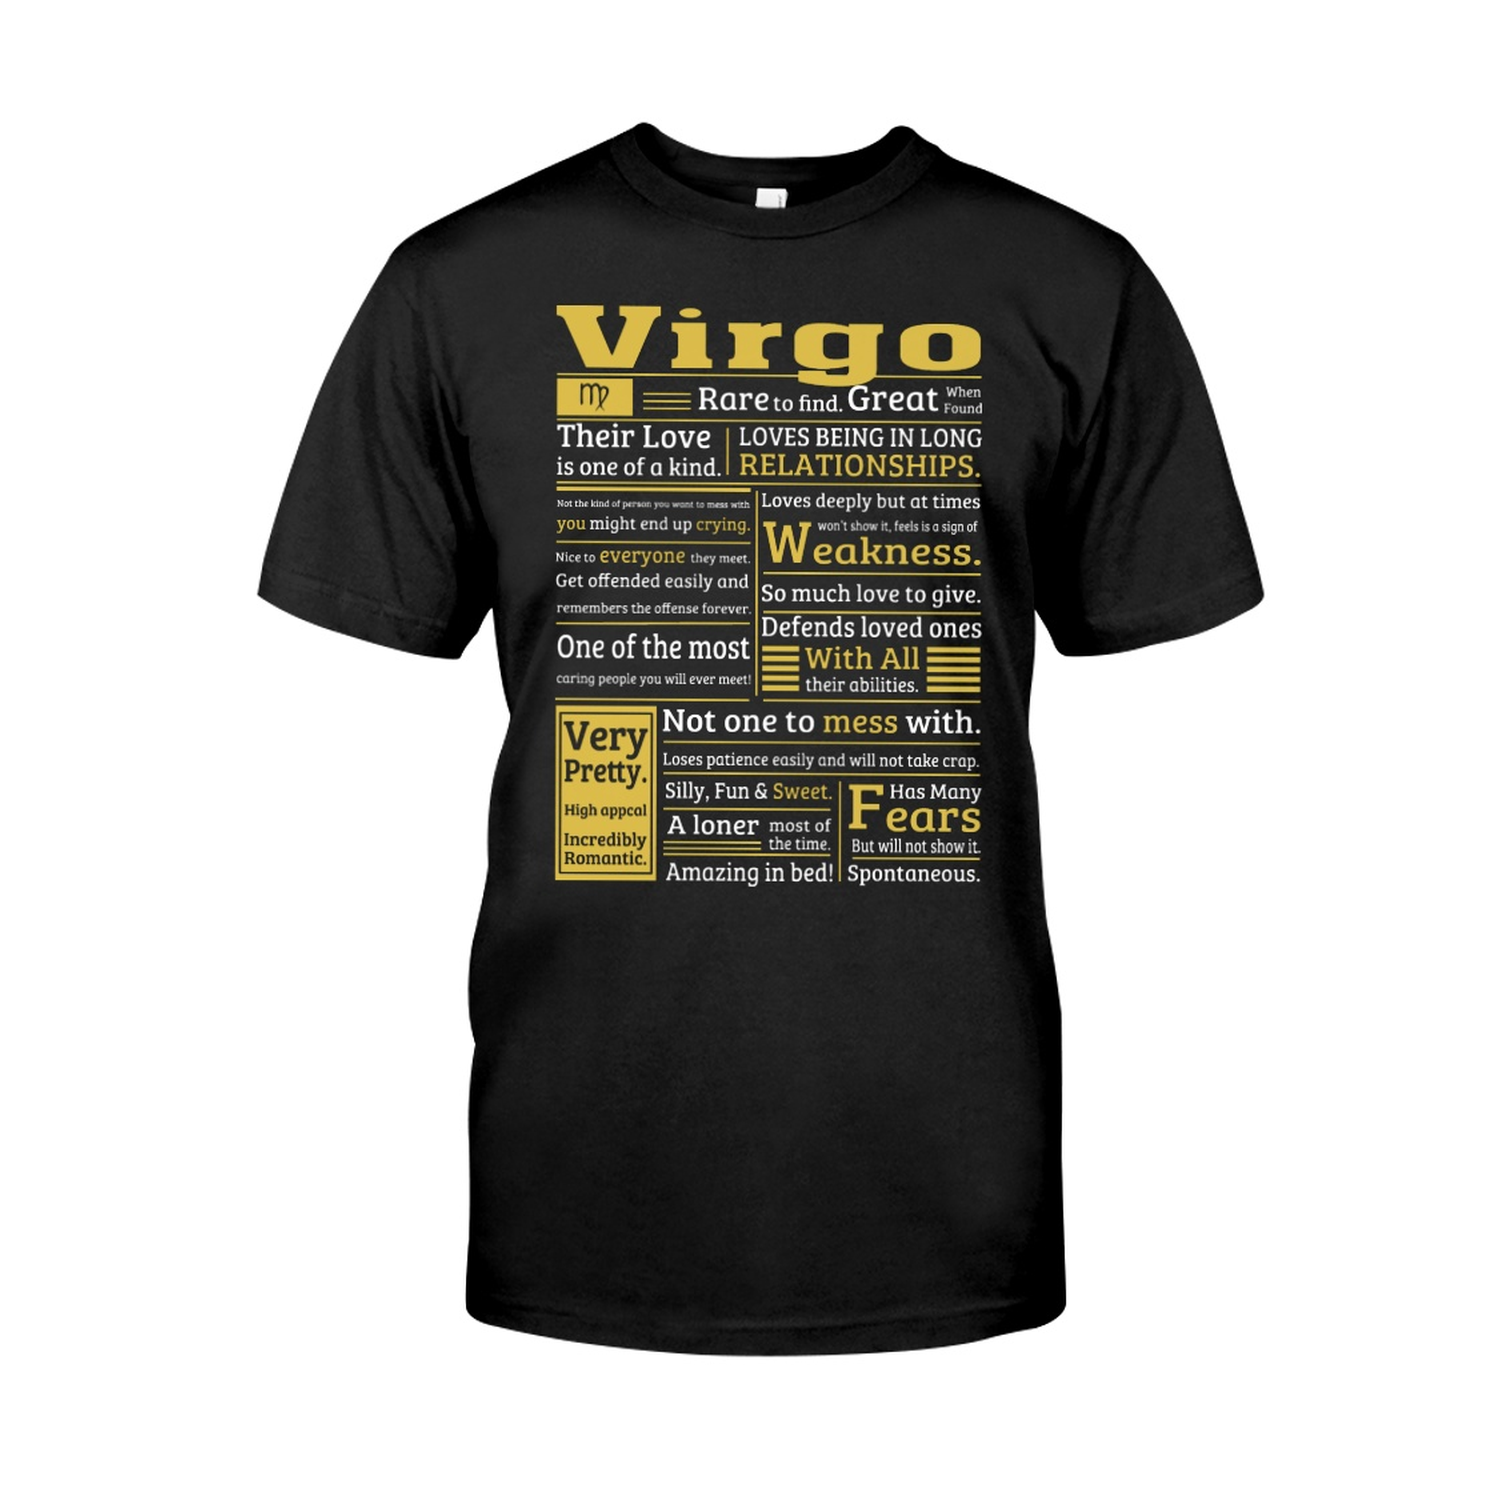 Virgo
Rare to find. Great When Found
Their Love
is one of a kind.
LOVES BEING IN LONG
RELATIONSHIPS.
Not the kind of person you want to mess with
you might end up crying.
Nice to everyone they meet.
Get offended easily and
remembers the offense forever.
One of the most
caring people you will ever meet!
Loves deeply but at times
won't show it, feels is a sign of
Weakness.
So much love to give.
Defends loved ones
With All
their abilities.
Very
Pretty.
High appcal
Incredibly
Romantic.
Not one to mess with.
Loses patience easily and will not take crap.
Silly, Fun & Sweet.
A loner most of
the time.
Amazing in bed!
Has Many
Fears
But will not show it.
Spontaneous.